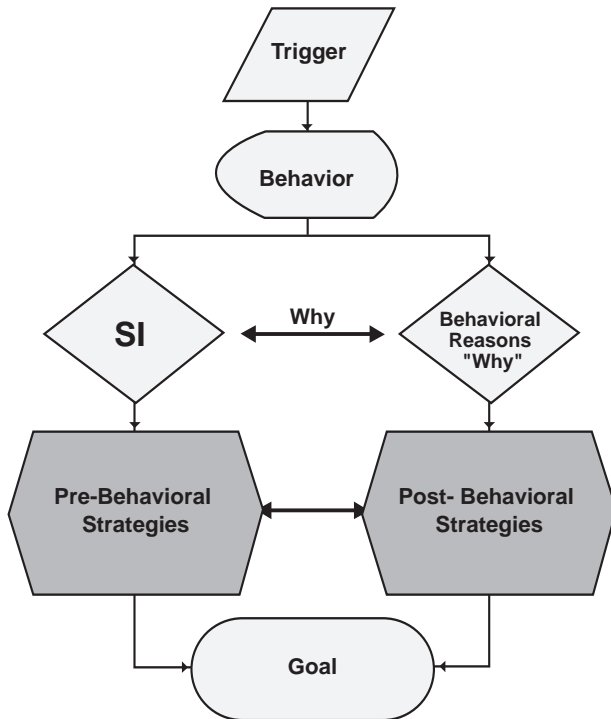 Trigger
Behavior
SI
Why
Behavioral
Reasons
"Why"
Pre-Behavioral
Strategies
Post- Behavioral
Strategies
Goal